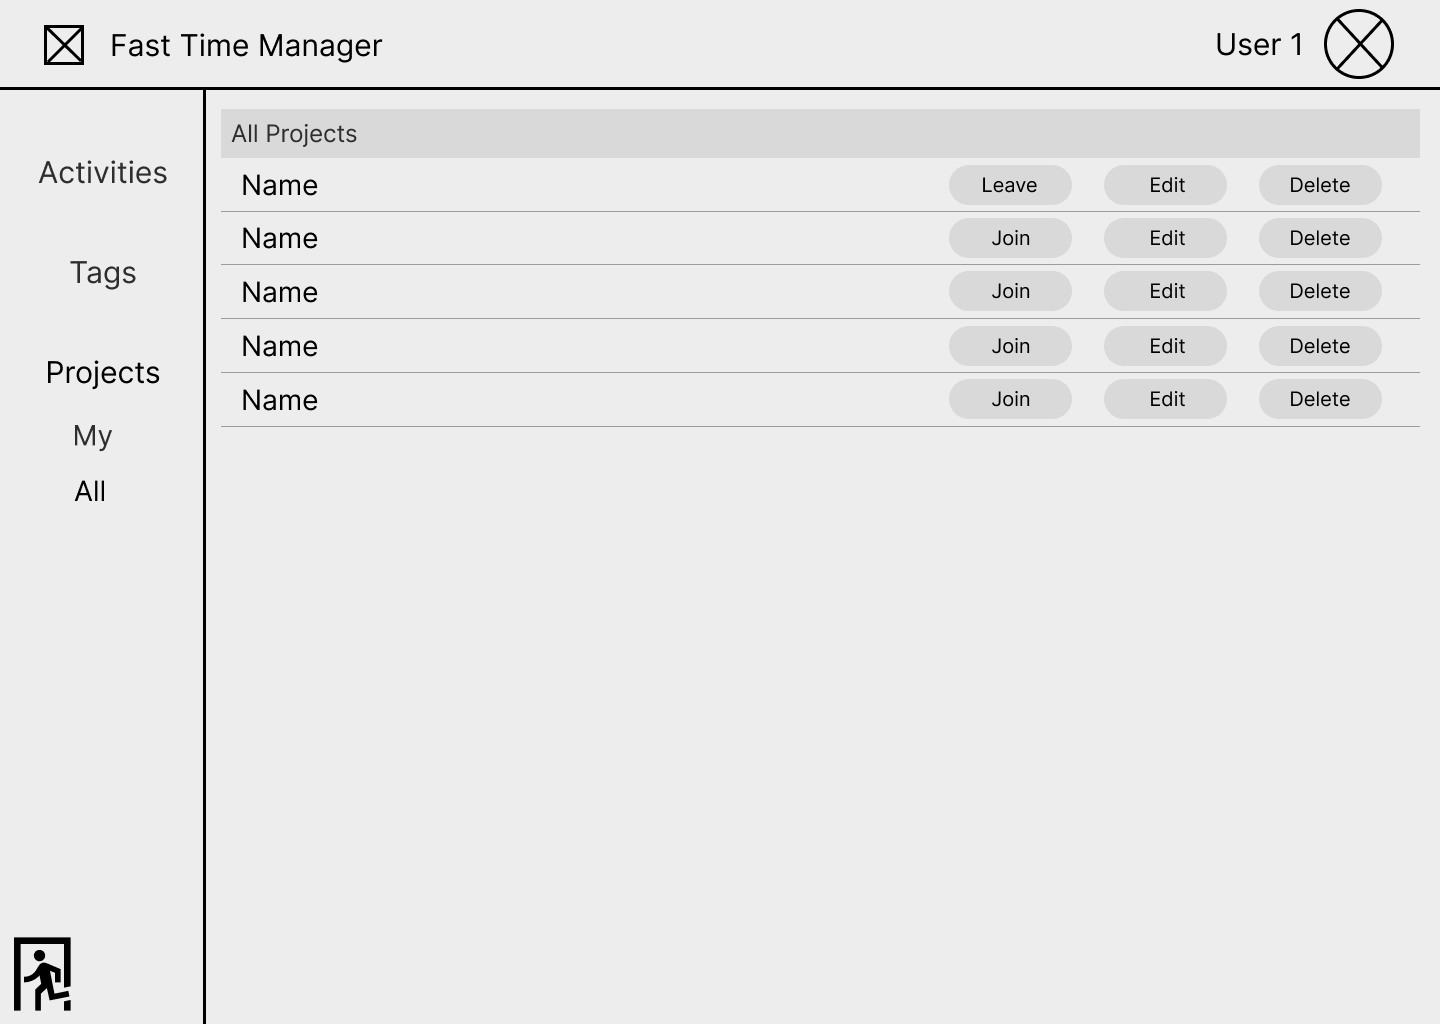 Fast Time Manager
User 1
Activities
Tags
Projects
My
All
All Projects
Name Leave Edit Delete
Name Join Edit Delete
Name Join Edit Delete
Name Join Edit Delete
Name Join Edit Delete